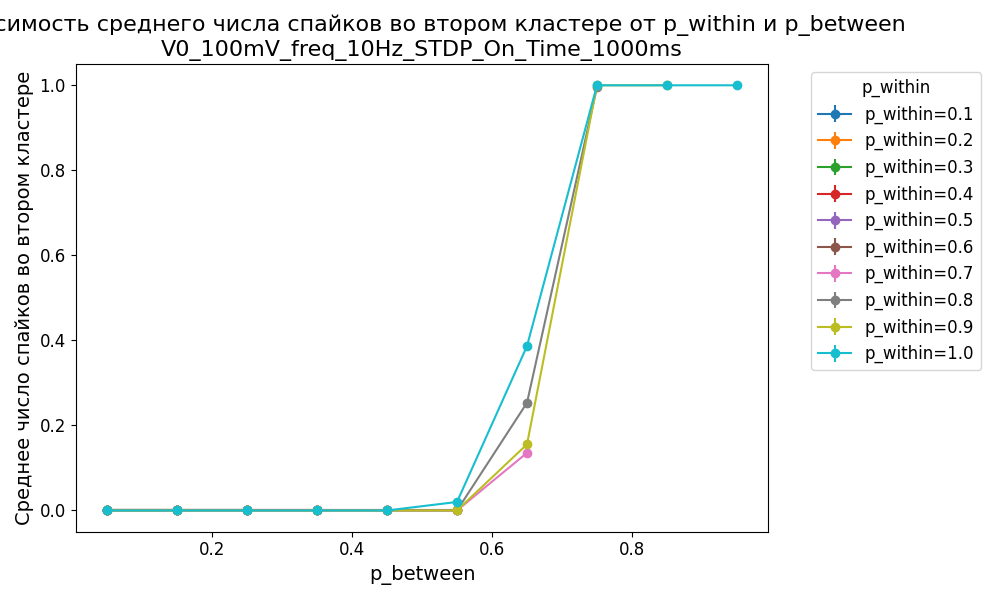 симость среднего числа спайков во втором кластере от p_within и p_between
V0_100mV_freq_10Hz_STDP_On_Time_1000ms
Среднее число спайков во втором кластере
1.0
0.8
0.6
0.4
0.2
0.0
0.2
0.4
0.6
0.8
p_between
p_within
p_within=0.1
p_within=0.2
p_within=0.3
p_within=0.4
p_within=0.5
p_within=0.6
p_within=0.7
p_within=0.8
p_within=0.9
p_within=1.0